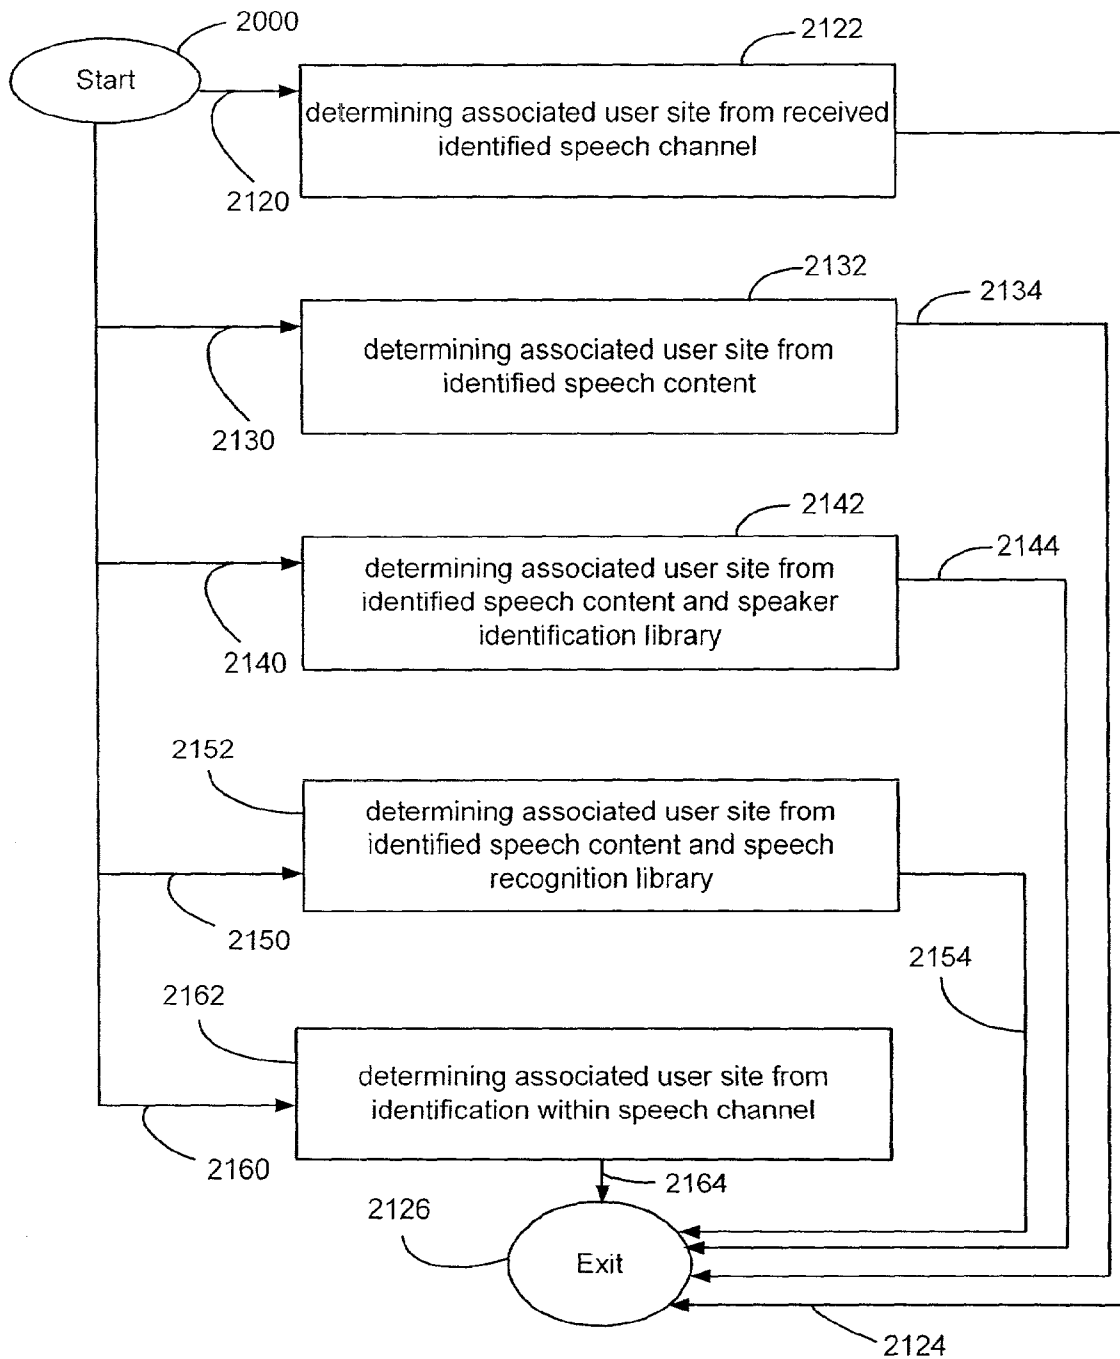 2000
Start
2122
determining associated user site from received
identified speech channel
2120
2132
2134
determining associated user site from
identified speech content
2130
2142
2144
determining associated user site from
identified speech content and speaker
identification library
2140
2152
determining associated user site from
identified speech content and speech
recognition library
2150
2154
2162
determining associated user site from
identification within speech channel
2160
2164
2126
Exit
2124